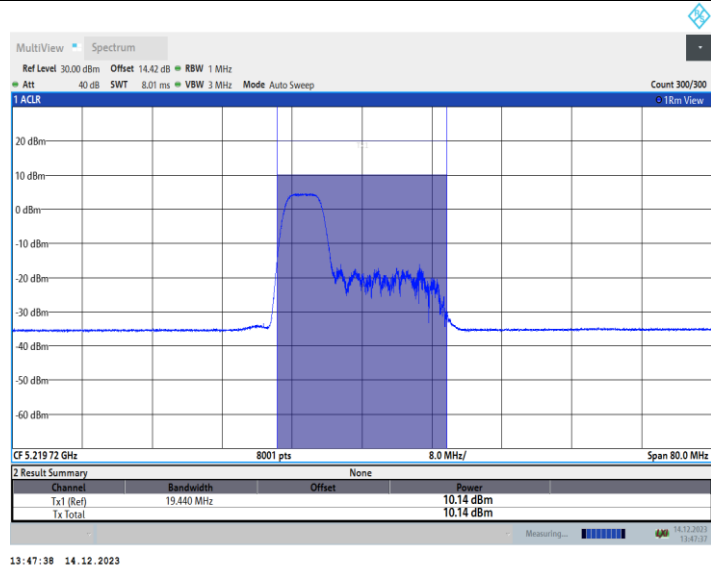 MultiView Spectrum
Ref Level 30.00 dBm Offset 14.42 dB RBW 1 MHz
Att 40 dB SWT 8.01 ms VBW 3 MHz Mode Auto Sweep Count 300/300
1 ACLR 1Rm View
20 dBm
10 dBm
0 dBm
-10 dBm
-20 dBm
-30 dBm
-40 dBm
-50 dBm
-60 dBm
CF 5.219 72 GHz 8001 pts 8.0 MHz/ Span 80.0 MHz
2 Result Summary None
Channel Bandwidth Offset Power
Tx1 (Ref) 19.440 MHz 10.14 dBm
Tx Total 10.14 dBm
Measuring... 14.12.2023
13:47:37
13:47:38 14.12.2023